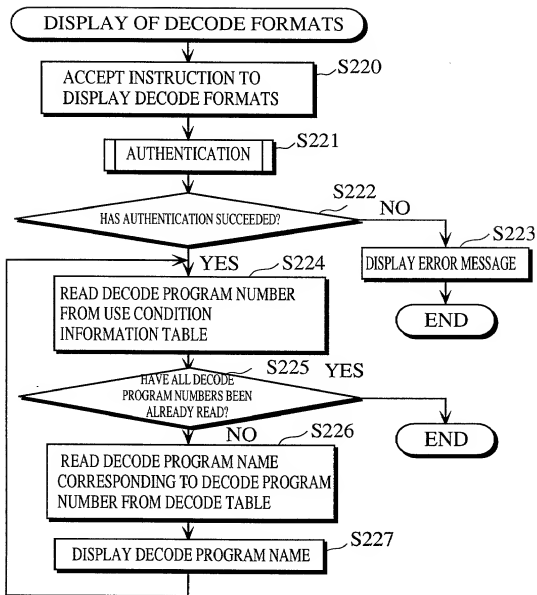 DISPLAY OF DECODE FORMATS
S220
ACCEPT INSTRUCTION TO
DISPLAY DECODE FORMATS
S221
AUTHENTICATION
S222
HAS AUTHENTICATION SUCCEEDED?
NO
S223
DISPLAY ERROR MESSAGE
END
YES
S224
READ DECODE PROGRAM NUMBER
FROM USE CONDITION
INFORMATION TABLE
S225
HAVE ALL DECODE
PROGRAM NUMBERS BEEN
ALREADY READ?
YES
END
NO
S226
READ DECODE PROGRAM NAME
CORRESPONDING TO DECODE PROGRAM
NUMBER FROM DECODE TABLE
S227
DISPLAY DECODE PROGRAM NAME